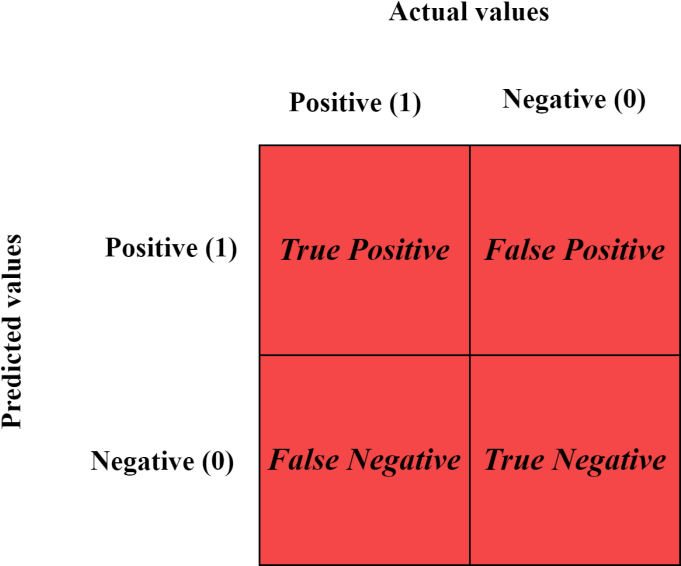 Actual values
Positive (1)
Negative (0)
Predicted values
Positive (1)
True Positive
False Positive
Negative (0)
False Negative
True Negative